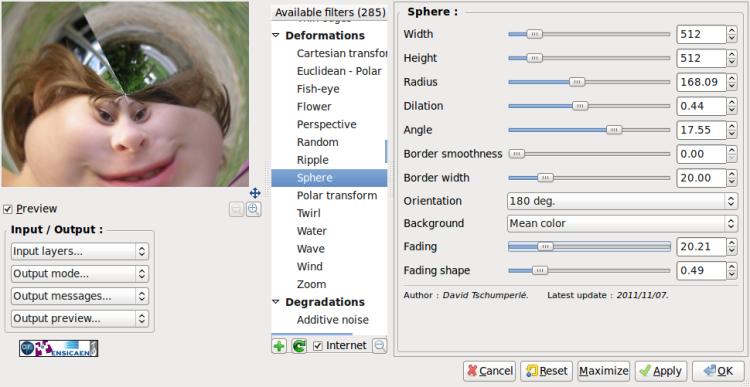 Preview
Input / Output :
Input layers...
Output mode...
Output messages...
Output preview...
ENSICAEN
Available filters (285)
Deformations
Cartesian transfor
Euclidean - Polar
Fish-eye
Flower
Perspective
Random
Ripple
Sphere
Polar transform
Twirl
Water
Wave
Wind
Zoom
Degradations
Additive noise
Internet
Sphere :
Width 512
Height 512
Radius 168.09
Dilation 0.44
Angle 17.55
Border smoothness 0.00
Border width 20.00
Orientation 180 deg.
Background Mean color
Fading 20.21
Fading shape 0.49
Author : David Tschumperlé. Latest update : 2011/11/07.
Cancel Reset Maximize Apply OK